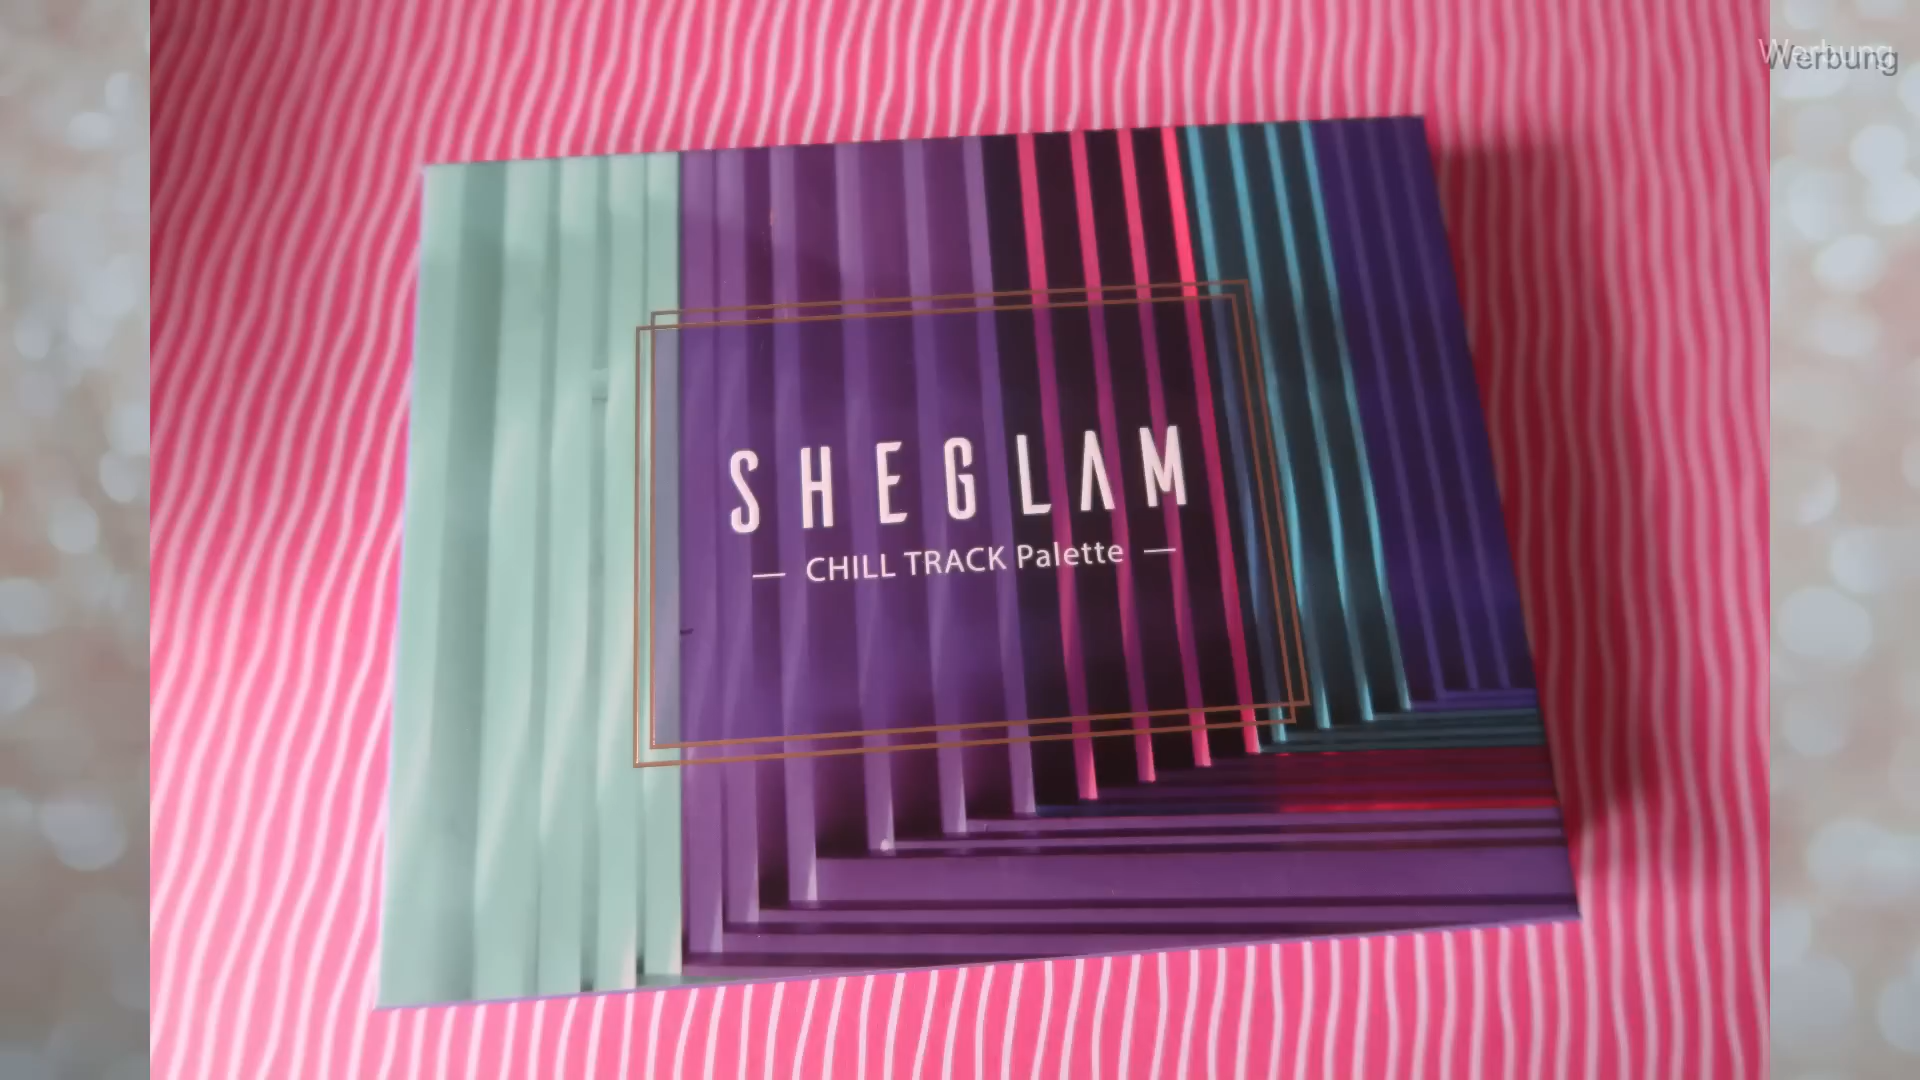 Werbung
SHEGLAM
— CHILL TRACK Palette —